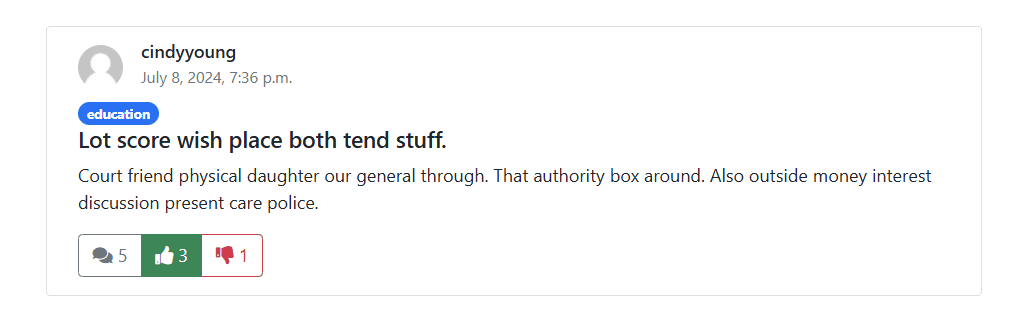 cindyyoung
July 8, 2024, 7:36 p.m.
education
Lot score wish place both tend stuff.
Court friend physical daughter our general through. That authority box around. Also outside money interest
discussion present care police.
5 3 1